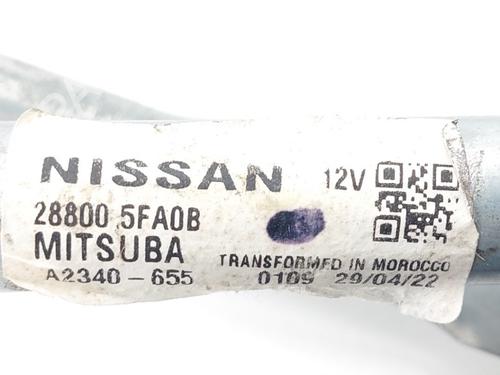 NISSAN 12V
28800 5FA0B
MITSUBA
A2340-655
TRANSFORMED IN MOROCCO
0109 29/04/22